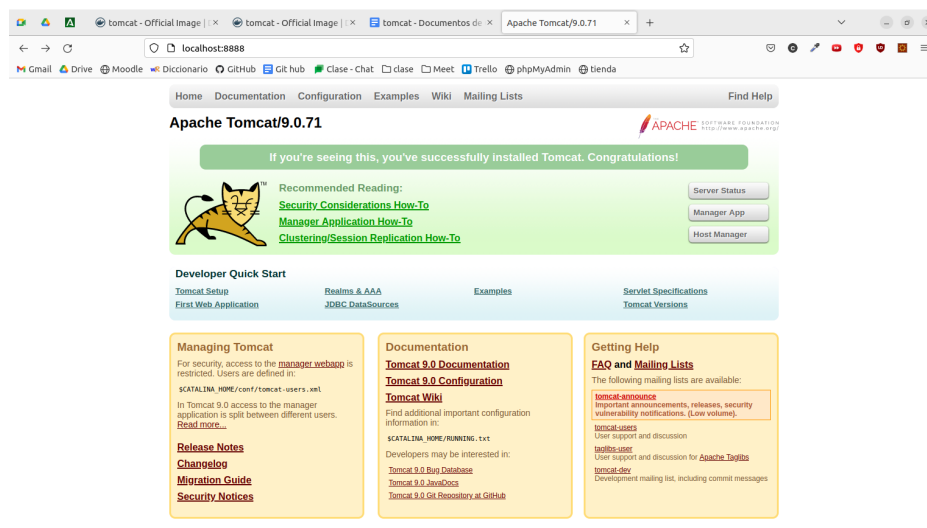 tomcat - Official Image |
tomcat - Official Image |
tomcat - Documentos de
Apache Tomcat/9.0.71
localhost:8888
Gmail Drive Moodle Diccionario GitHub Git hub Clase - Chat clase Meet Trello phpMyAdmin tienda
Home Documentation Configuration Examples Wiki Mailing Lists Find Help
Apache Tomcat/9.0.71
APACHE SOFTWARE FOUNDATION
http://www.apache.org/
If you're seeing this, you've successfully installed Tomcat. Congratulations!
TM
Recommended Reading:
Security Considerations How-To
Manager Application How-To
Clustering/Session Replication How-To
Server Status
Manager App
Host Manager
Developer Quick Start
Tomcat Setup
First Web Application
Realms & AAA
JDBC DataSources
Examples
Servlet Specifications
Tomcat Versions
Managing Tomcat
For security, access to the manager webapp is
restricted. Users are defined in:
$CATALINA_HOME/conf/tomcat-users.xml
In Tomcat 9.0 access to the manager
application is split between different users.
Read more...
Release Notes
Changelog
Migration Guide
Security Notices
Documentation
Tomcat 9.0 Documentation
Tomcat 9.0 Configuration
Tomcat Wiki
Find additional important configuration
information in:
$CATALINA_HOME/RUNNING.txt
Developers may be interested in:
Tomcat 9.0 Bug Database
Tomcat 9.0 JavaDocs
Tomcat 9.0 Git Repository at GitHub
Getting Help
FAQ and Mailing Lists
The following mailing lists are available:
tomcat-announce
Important announcements, releases, security
vulnerability notifications. (Low volume).
tomcat-users
User support and discussion
taglibs-user
User support and discussion for Apache Taglibs
tomcat-dev
Development mailing list, including commit messages